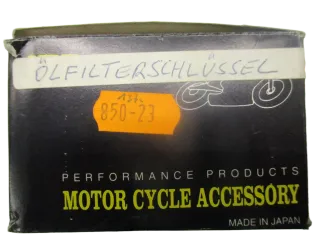 ÖLFILTERSCHLÜSSEL
850-23
PERFORMANCE PRODUCTS
MOTOR CYCLE ACCESSORY
MADE IN JAPAN